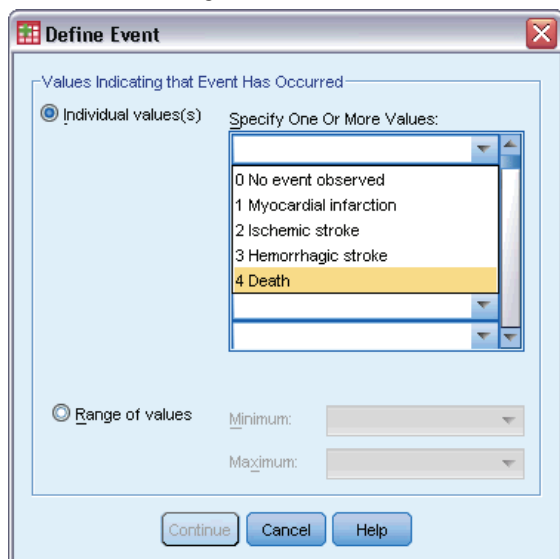 Define Event
Values Indicating that Event Has Occurred
Individual values(s)
Specify One Or More Values:
0 No event observed
1 Myocardial infarction
2 Ischemic stroke
3 Hemorrhagic stroke
4 Death
Range of values
Minimum:
Maximum:
Continue Cancel Help